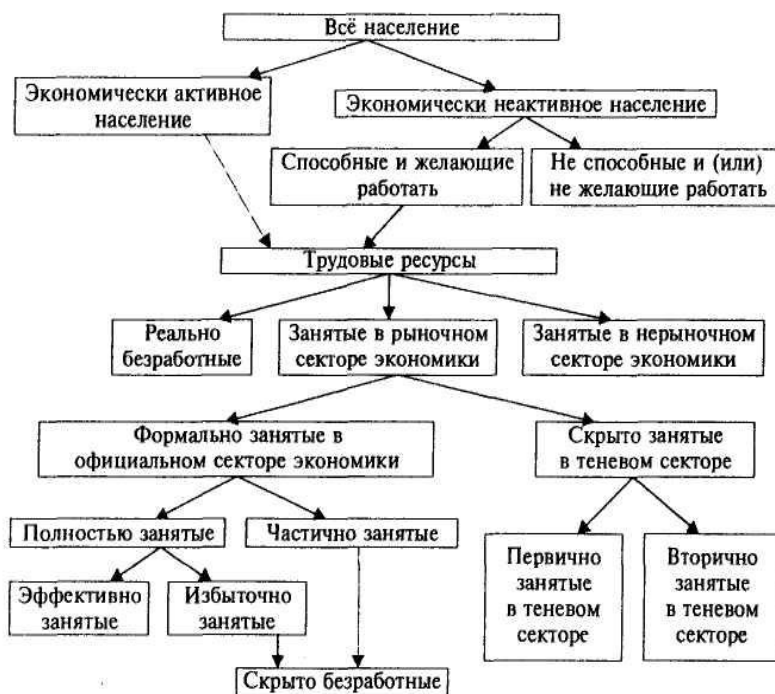 Всё население
Экономически активное
население
Экономически неактивное население
Способные и желающие
работать
Не способные и (или)
не желающие работать
Трудовые ресурсы
Реально
безработные
Занятые в рыночном
секторе экономики
Занятые в нерыночном
секторе экономики
Формально занятые в
официальном секторе экономики
Скрыто занятые
в теневом секторе
Полностью занятые
Частично занятые
Первично
занятые
в теневом
секторе
Вторично
занятые
в теневом
секторе
Эффективно
занятые
Избыточно
занятые
Скрыто безработные